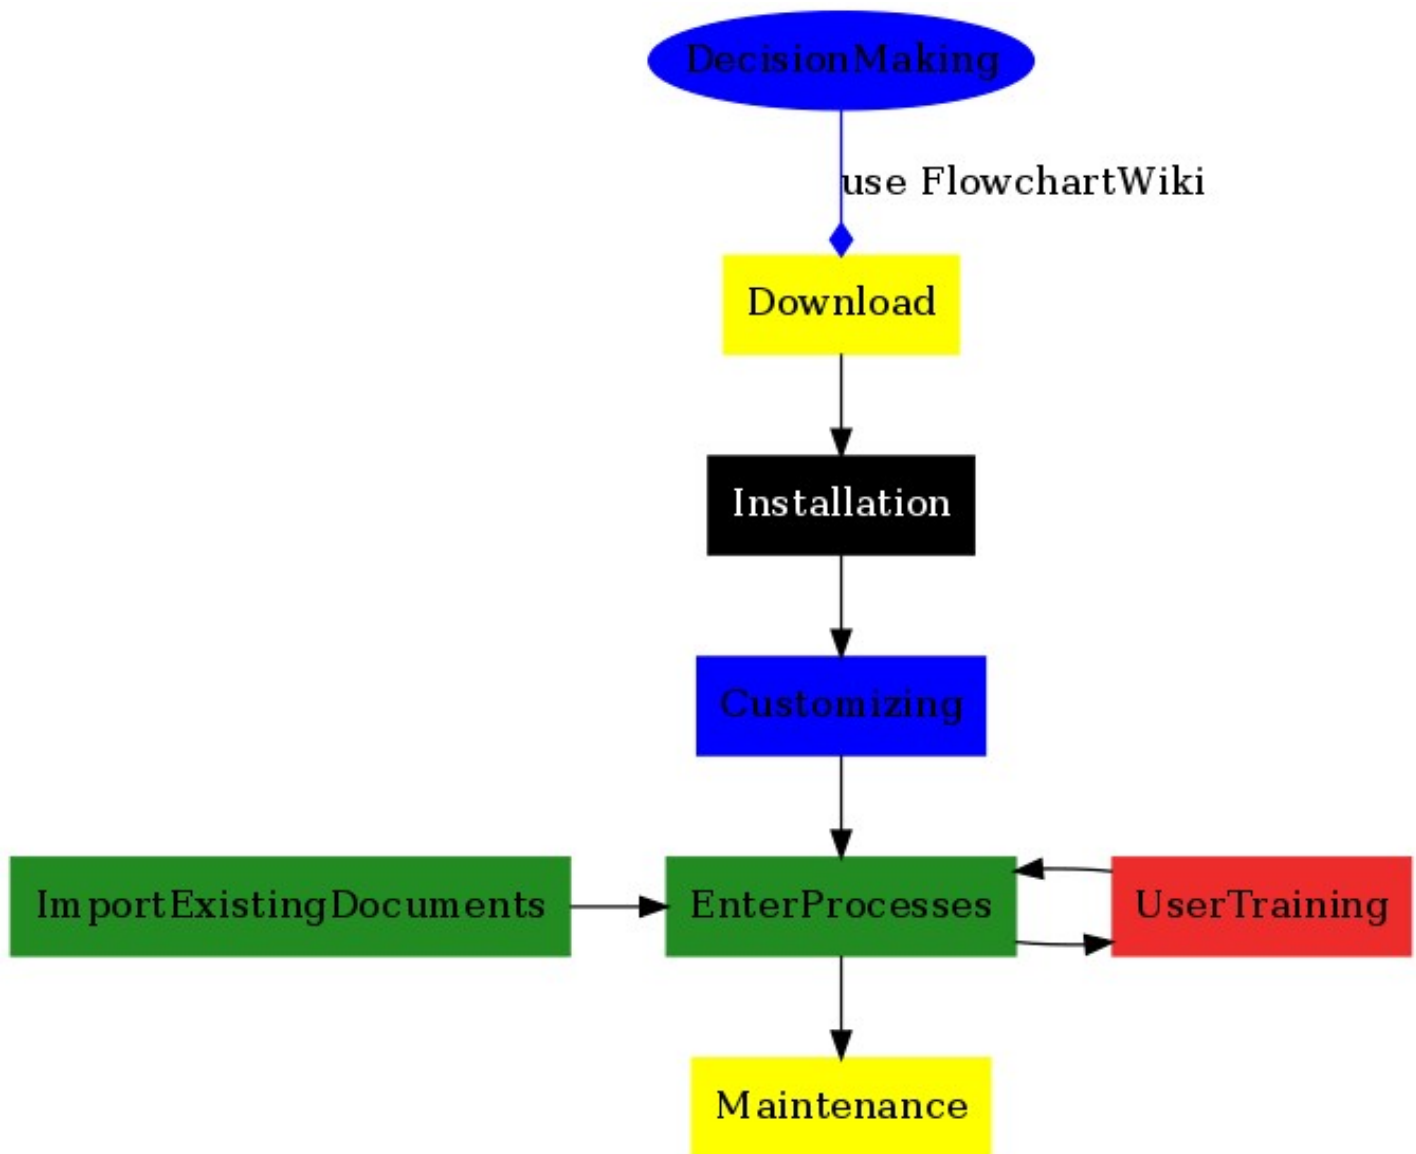 DecisionMaking
use FlowchartWiki
Download
Installation
Customizing
ImportExistingDocuments
EnterProcesses
UserTraining
Maintenance